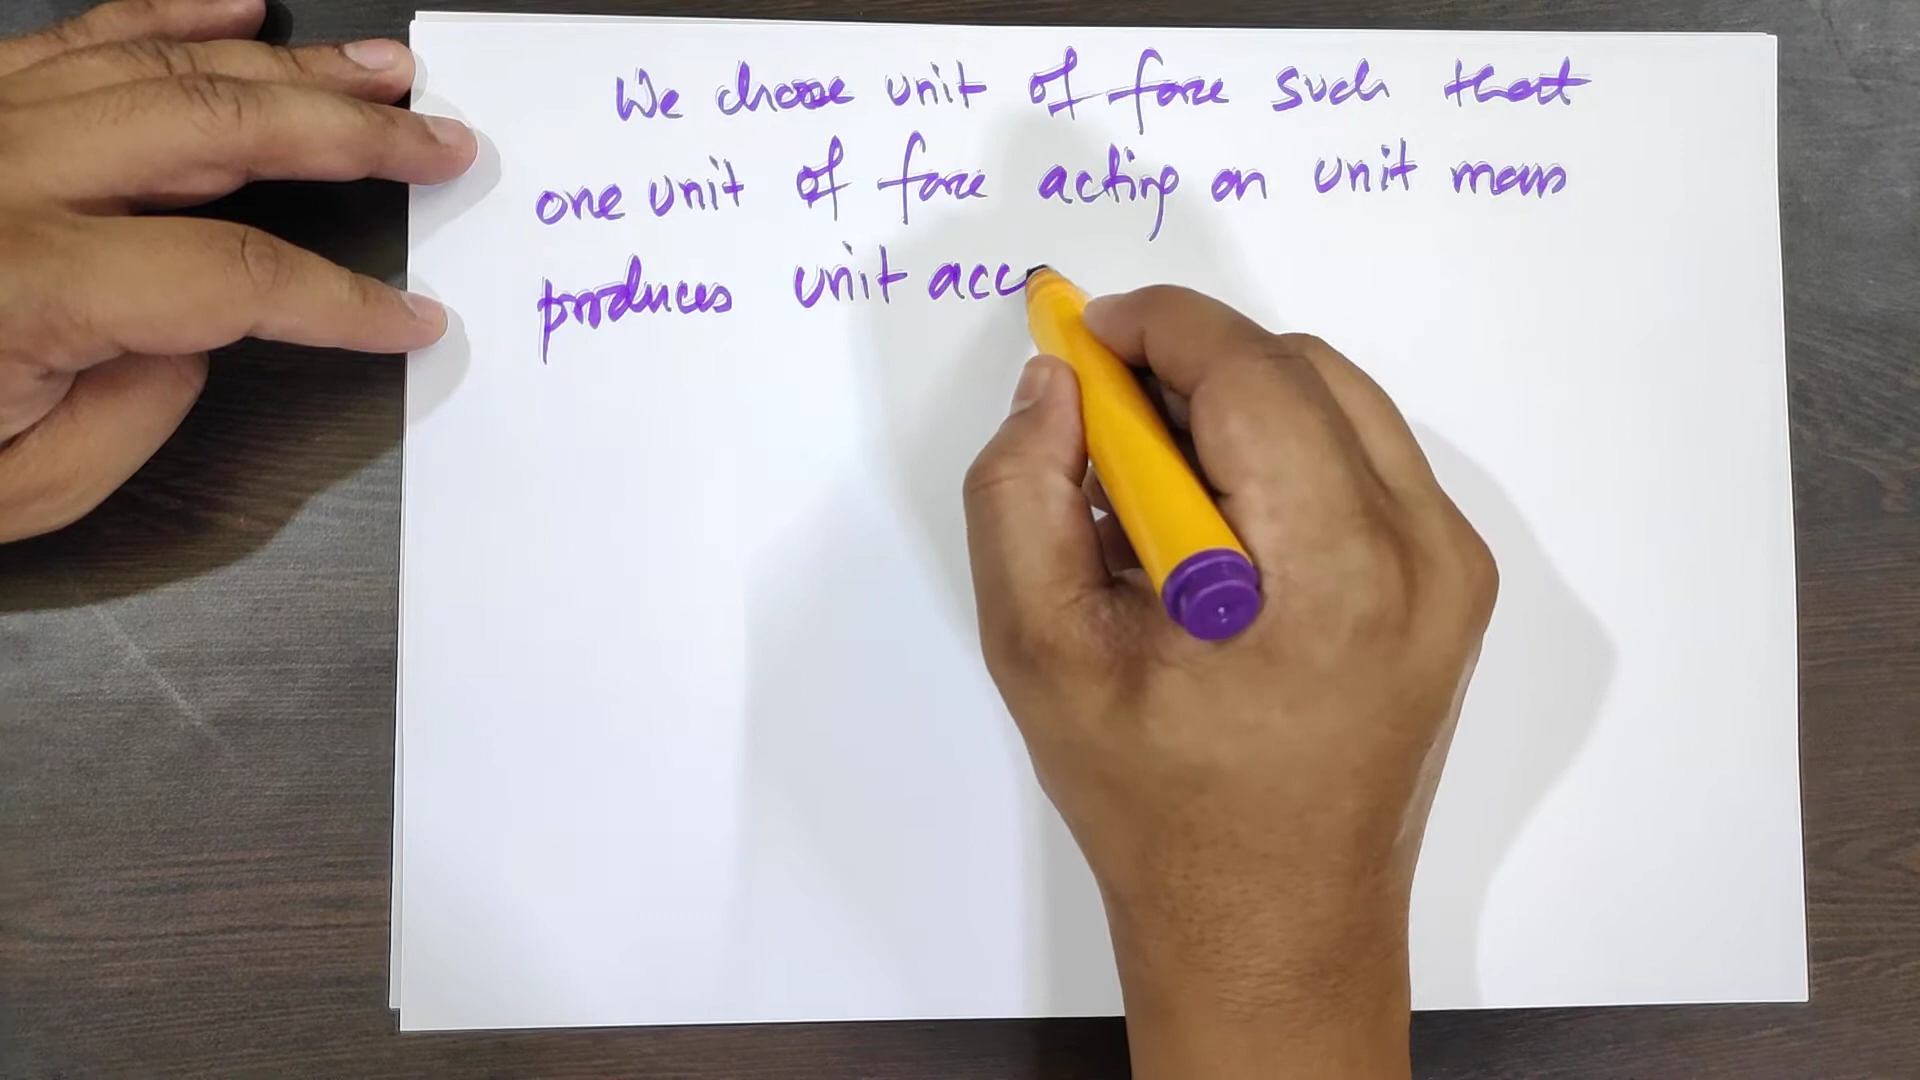 We choose unit of force such that
one unit of force acting on unit mass
produces unit acc